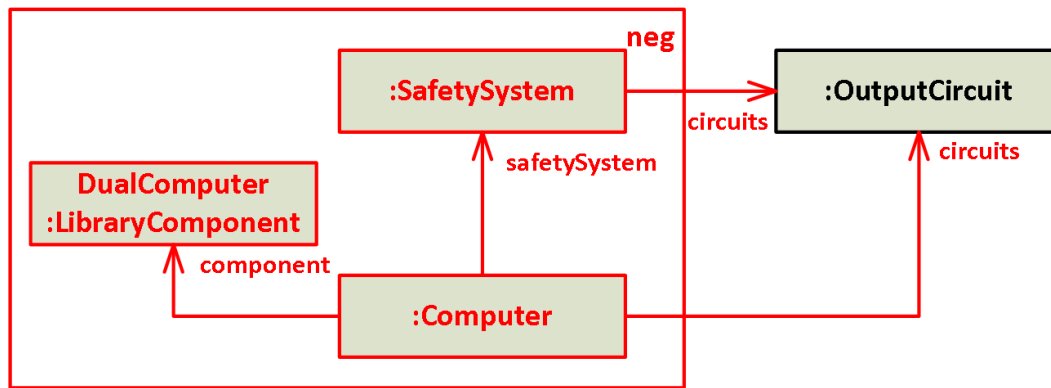 neg
:SafetySystem
:OutputCircuit
circuits
circuits
safetySystem
DualComputer
:LibraryComponent
component
:Computer